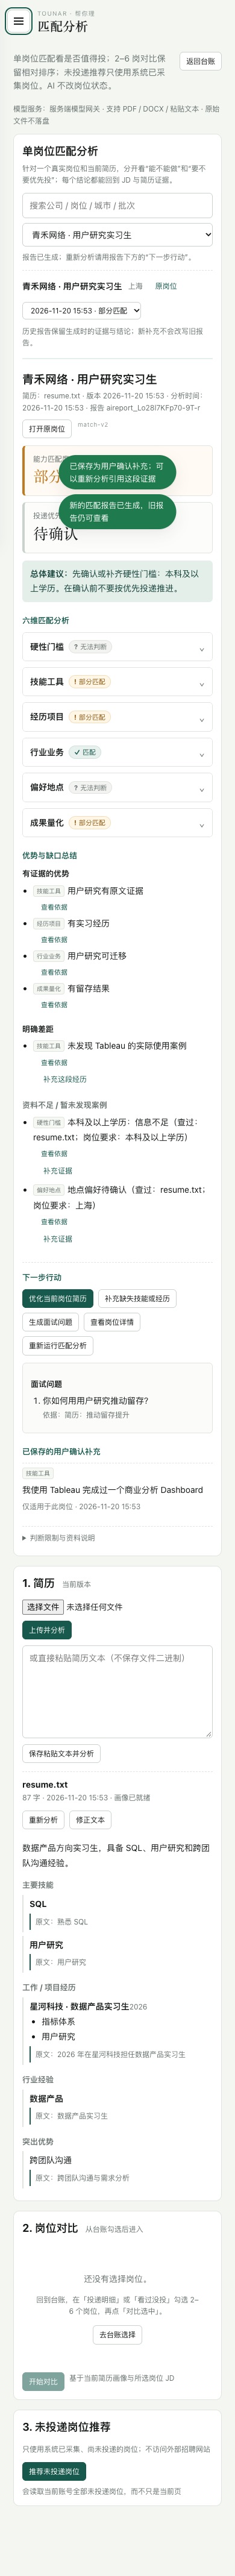 TOUNAR · 帮你理
匹配分析
单岗位匹配看是否值得投；2–6 岗对比保
留相对排序；未投递推荐只使用系统已采
集岗位。AI 不改岗位状态。
返回台账
模型服务：服务端模型网关 · 支持 PDF / DOCX / 粘贴文本 · 原始
文件不落盘
单岗位匹配分析
针对一个真实岗位和当前简历，分开看“能不能做”和“要不
要优先投”；每个结论都能回到 JD 与简历证据。
搜索公司 / 岗位 / 城市 / 批次
青禾网络 · 用户研究实习生
报告已生成；重新分析请用报告下方的“下一步行动”。
青禾网络 · 用户研究实习生 上海 原岗位
2026-11-20 15:53 · 部分匹配
历史报告保留生成时的证据与结论；新补充不会改写旧报
告。
青禾网络 · 用户研究实习生
简历：resume.txt · 版本 2026-11-20 15:53 · 分析时间：
2026-11-20 15:53 · 报告 aireport_Lo28I7KFp70-9T-r
打开原岗位 match-v2
能力匹配
部分
已保存为用户确认补充；可
以重新分析引用这段证据
新的匹配报告已生成，旧报
告仍可查看
投递优先
待确认
总体建议：先确认或补齐硬性门槛：本科及以
上学历。在确认前不要按优先投递推进。
六维匹配分析
硬性门槛 ? 无法判断
技能工具 ! 部分匹配
经历项目 ! 部分匹配
行业业务 ✓ 匹配
偏好地点 ? 无法判断
成果量化 ! 部分匹配
优势与缺口总结
有证据的优势
技能工具 用户研究有原文证据
查看依据
经历项目 有实习经历
查看依据
行业业务 用户研究可迁移
查看依据
成果量化 有留存结果
查看依据
明确差距
技能工具 未发现 Tableau 的实际使用案例
查看依据
补充这段经历
资料不足 / 暂未发现案例
硬性门槛 本科及以上学历：信息不足（查过：
resume.txt；岗位要求：本科及以上学历）
查看依据
补充证据
偏好地点 地点偏好待确认（查过：resume.txt；
岗位要求：上海）
查看依据
补充证据
下一步行动
优化当前岗位简历 补充缺失技能或经历
生成面试问题 查看岗位详情
重新运行匹配分析
面试问题
1. 你如何用用户研究推动留存？
依据：简历：推动留存提升
已保存的用户确认补充
技能工具
我使用 Tableau 完成过一个商业分析 Dashboard
仅适用于此岗位 · 2026-11-20 15:53
▸ 判断限制与资料说明
1. 简历 当前版本
选择文件 未选择任何文件
上传并分析
或直接粘贴简历文本（不保存文件二进制）
保存粘贴文本并分析
resume.txt
87 字 · 2026-11-20 15:53 · 画像已就绪
重新分析 修正文本
数据产品方向实习生，具备 SQL、用户研究和跨团
队沟通经验。
主要技能
SQL
原文：熟悉 SQL
用户研究
原文：用户研究
工作 / 项目经历
星河科技 · 数据产品实习生2026
指标体系
用户研究
原文：2026 年在星河科技担任数据产品实习生
行业经验
数据产品
原文：数据产品实习生
突出优势
跨团队沟通
原文：跨团队沟通与需求分析
2. 岗位对比 从台账勾选后进入
还没有选择岗位。
回到台账，在「投递明细」或「看过没投」勾选 2–
6 个岗位，再点「对比选中」。
去台账选择
开始对比 基于当前简历画像与所选岗位 JD
3. 未投递岗位推荐
只使用系统已采集、尚未投递的岗位；不访问外部招聘网站
推荐未投递岗位
会读取当前账号全部未投递岗位，而不只是当前页